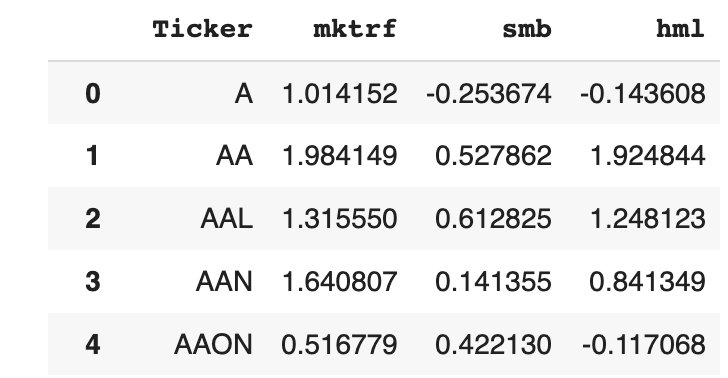 Ticker mktrf smb hml
0 A 1.014152 -0.253674 -0.143608
1 AA 1.984149 0.527862 1.924844
2 AAL 1.315550 0.612825 1.248123
3 AAN 1.640807 0.141355 0.841349
4 AAON 0.516779 0.422130 -0.117068